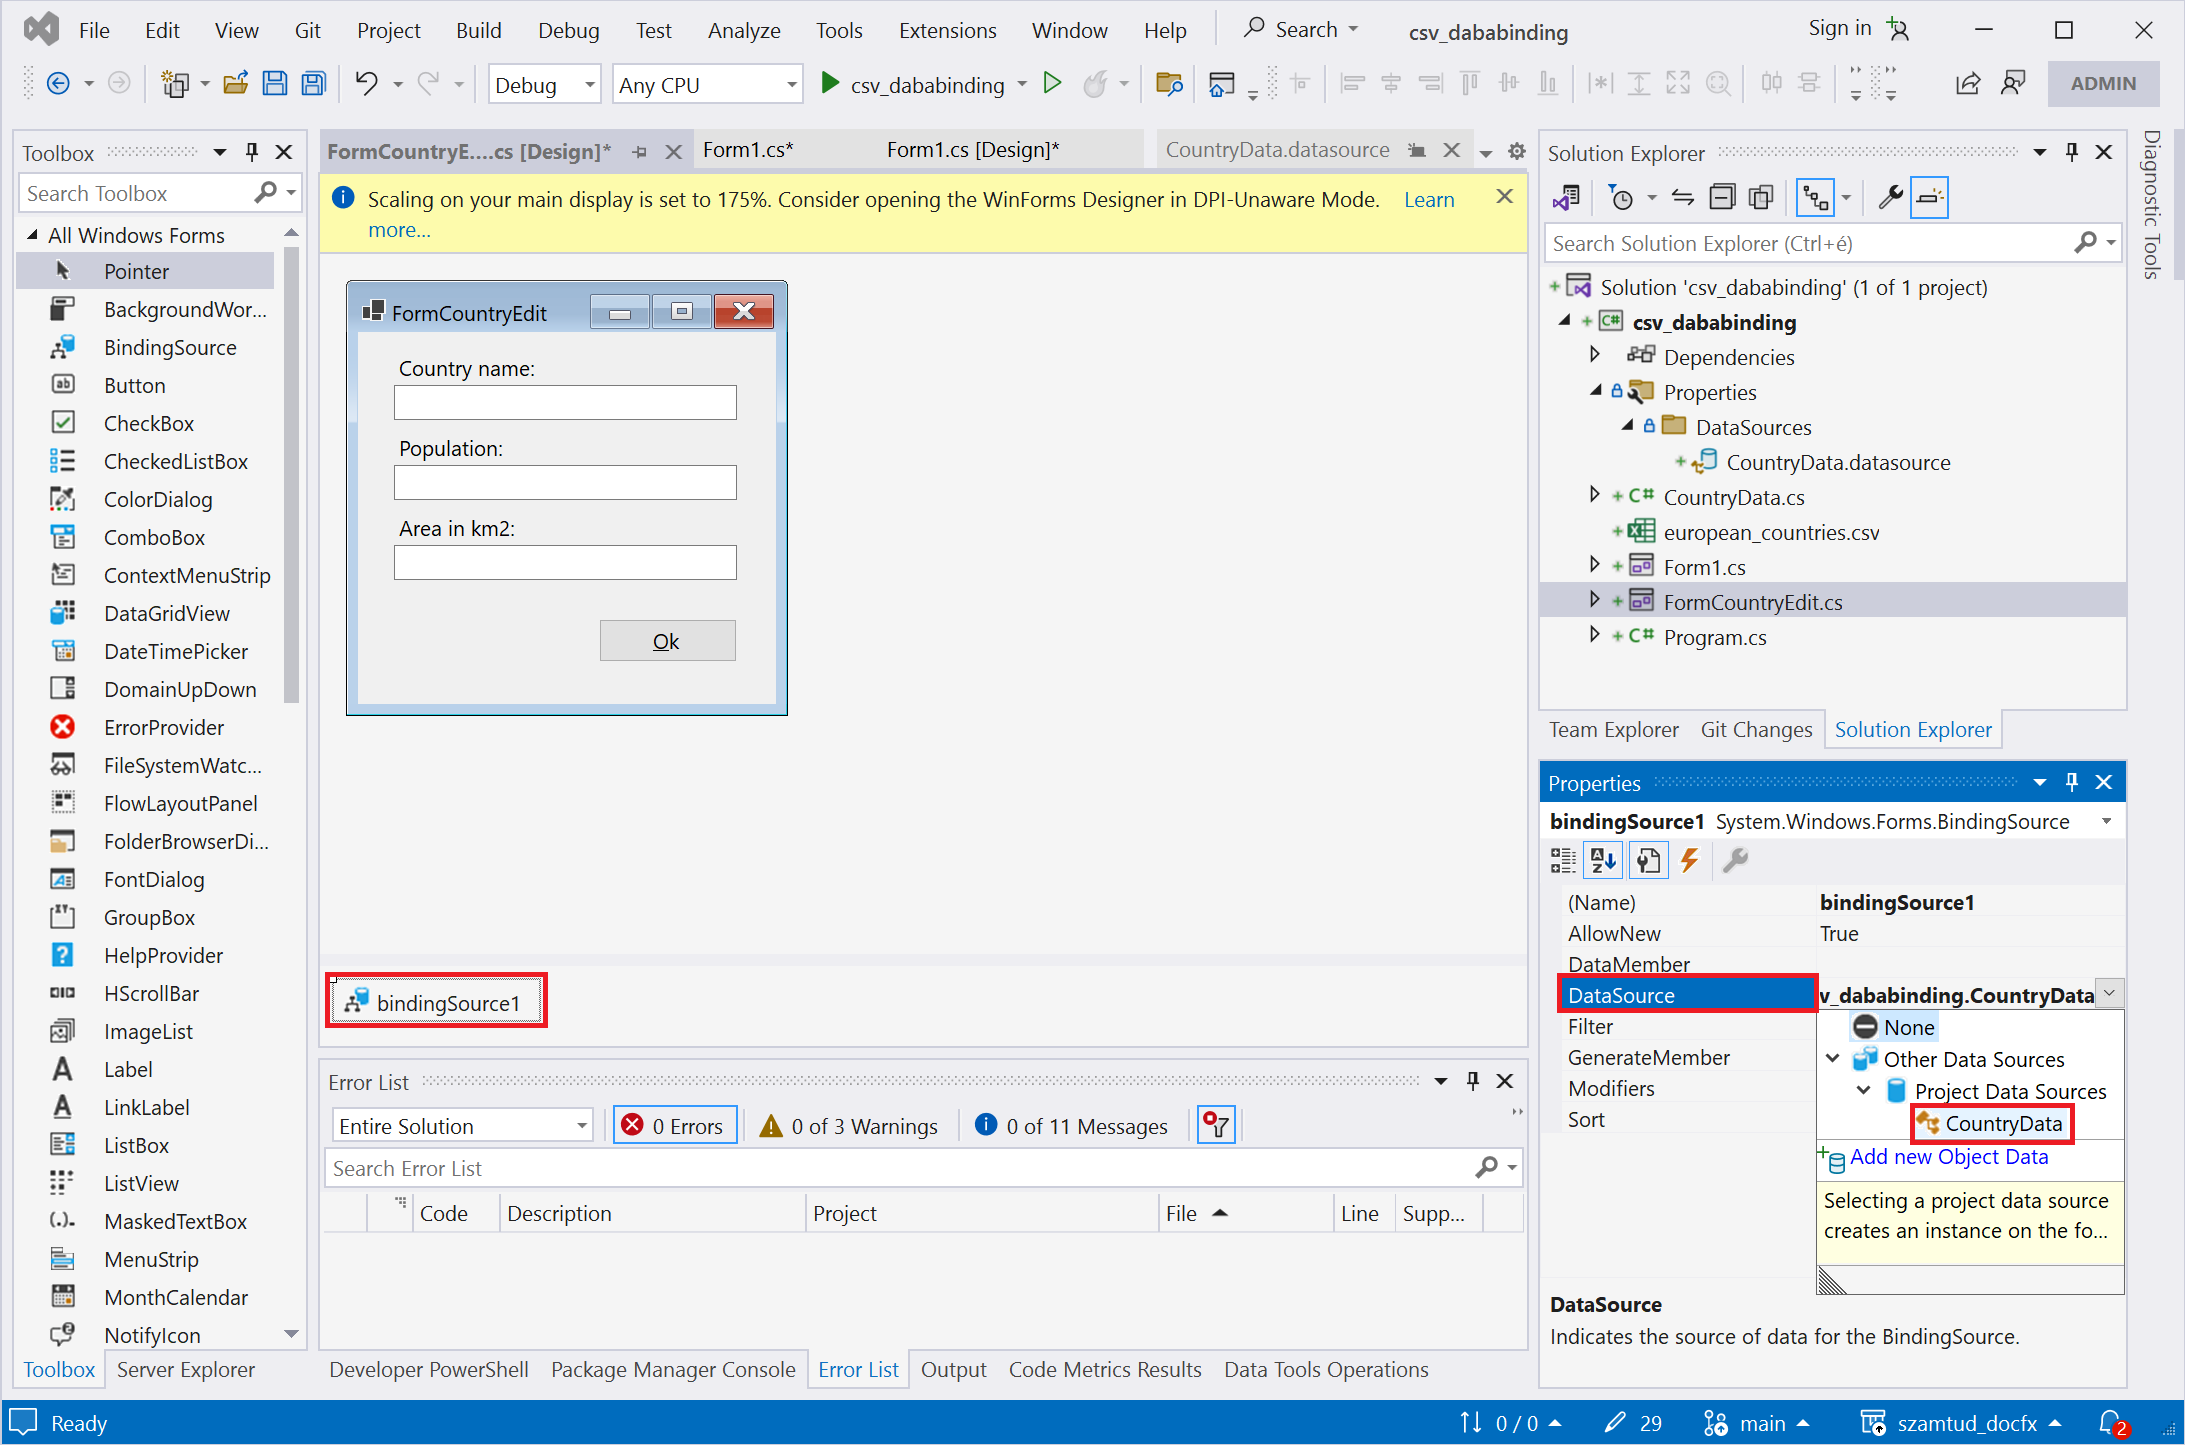 File Edit View Git Project Build Debug Test Analyze Tools Extensions Window Help Search csv_dababinding Sign in
Debug Any CPU csv_dababinding ADMIN
Toolbox
Search Toolbox
All Windows Forms
Pointer
BackgroundWor...
BindingSource
Button
CheckBox
CheckedListBox
ColorDialog
ComboBox
ContextMenuStrip
DataGridView
DateTimePicker
DomainUpDown
ErrorProvider
FileSystemWatc...
FlowLayoutPanel
FolderBrowserDi...
FontDialog
GroupBox
HelpProvider
HScrollBar
ImageList
Label
LinkLabel
ListBox
ListView
MaskedTextBox
MenuStrip
MonthCalendar
NotifyIcon
Toolbox Server Explorer
FormCountryE....cs [Design]* Form1.cs* Form1.cs [Design]* CountryData.datasource
Scaling on your main display is set to 175%. Consider opening the WinForms Designer in DPI-Unaware Mode. Learn
more...
FormCountryEdit
Country name:
Population:
Area in km2:
Ok
bindingSource1
Error List
Entire Solution 0 Errors 0 of 3 Warnings 0 of 11 Messages
Search Error List
Code Description Project File Line Supp...
Developer PowerShell Package Manager Console Error List Output Code Metrics Results Data Tools Operations
Solution Explorer
Search Solution Explorer (Ctrl+é)
Solution 'csv_dababinding' (1 of 1 project)
csv_dababinding
Dependencies
Properties
DataSources
CountryData.datasource
C# CountryData.cs
european_countries.csv
Form1.cs
FormCountryEdit.cs
C# Program.cs
Team Explorer Git Changes Solution Explorer
Properties
bindingSource1 System.Windows.Forms.BindingSource
(Name) bindingSource1
AllowNew True
DataMember
DataSource v_dababinding.CountryData
Filter
GenerateMember
Modifiers
Sort
None
Other Data Sources
Project Data Sources
CountryData
Add new Object Data
Selecting a project data source
creates an instance on the fo...
DataSource
Indicates the source of data for the BindingSource.
Diagnostic Tools
Ready 0 / 0 29 main szamtud_docfx 2